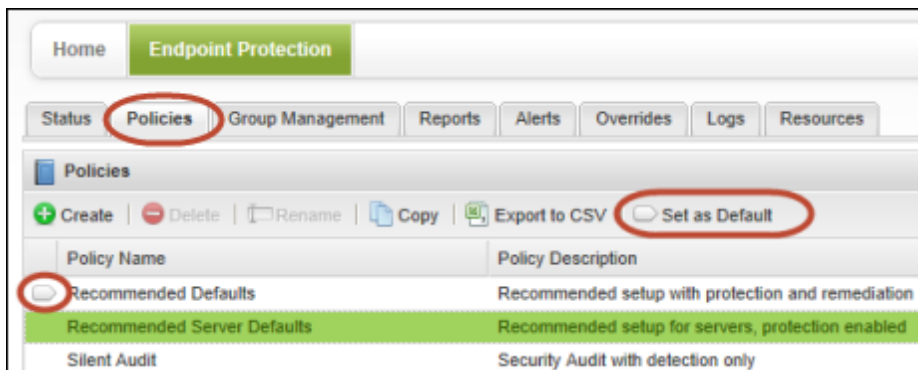 Home Endpoint Protection
Status Policies Group Management Reports Alerts Overrides Logs Resources
Policies
Create Delete Rename Copy Export to CSV Set as Default
Policy Name Policy Description
Recommended Defaults Recommended setup with protection and remediation
Recommended Server Defaults Recommended setup for servers, protection enabled
Silent Audit Security Audit with detection only